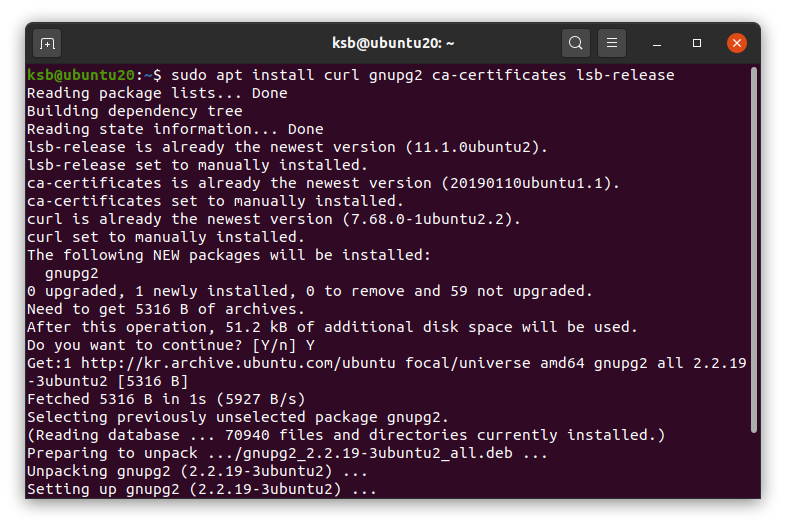 ksb@ubuntu20: ~
ksb@ubuntu20:~$ sudo apt install curl gnupg2 ca-certificates lsb-release
Reading package lists... Done
Building dependency tree
Reading state information... Done
lsb-release is already the newest version (11.1.0ubuntu2).
lsb-release set to manually installed.
ca-certificates is already the newest version (20190110ubuntu1.1).
ca-certificates set to manually installed.
curl is already the newest version (7.68.0-1ubuntu2.2).
curl set to manually installed.
The following NEW packages will be installed:
  gnupg2
0 upgraded, 1 newly installed, 0 to remove and 59 not upgraded.
Need to get 5316 B of archives.
After this operation, 51.2 kB of additional disk space will be used.
Do you want to continue? [Y/n] Y
Get:1 http://kr.archive.ubuntu.com/ubuntu focal/universe amd64 gnupg2 all 2.2.19
-3ubuntu2 [5316 B]
Fetched 5316 B in 1s (5927 B/s)
Selecting previously unselected package gnupg2.
(Reading database ... 70940 files and directories currently installed.)
Preparing to unpack .../gnupg2_2.2.19-3ubuntu2_all.deb ...
Unpacking gnupg2 (2.2.19-3ubuntu2) ...
Setting up gnupg2 (2.2.19-3ubuntu2) ...